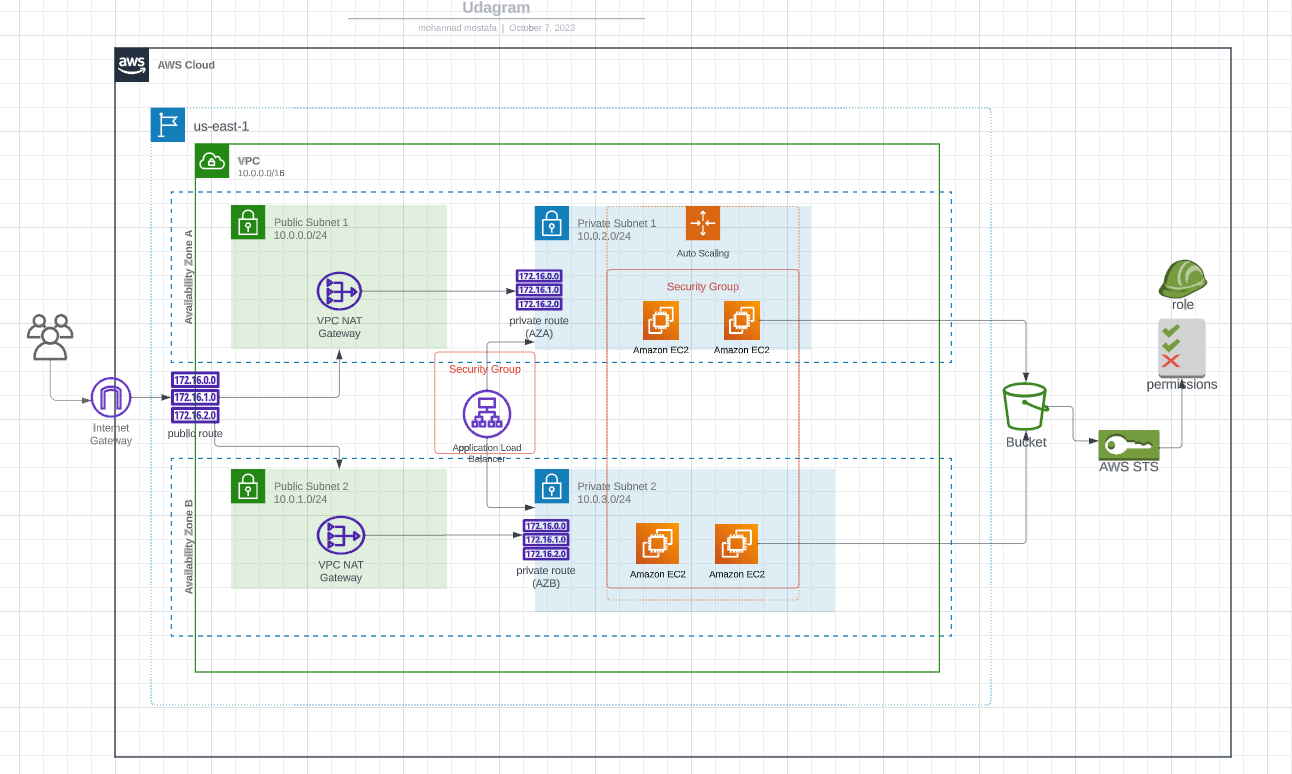 Udagram
mohannad mostafa | October 7, 2023
aws
AWS Cloud
us-east-1
VPC
10.0.0.0/16
Availability Zone A
Public Subnet 1
10.0.0.0/24
VPC NAT
Gateway
Private Subnet 1
10.0.2.0/24
Auto Scaling
172.16.0.0
172.16.1.0
172.16.2.0
private route
(AZA)
Security Group
Amazon EC2
Amazon EC2
Internet
Gateway
172.16.0.0
172.16.1.0
172.16.2.0
public route
Security Group
Application Load
Balancer
Availability Zone B
Public Subnet 2
10.0.1.0/24
VPC NAT
Gateway
Private Subnet 2
10.0.3.0/24
172.16.0.0
172.16.1.0
172.16.2.0
private route
(AZB)
Amazon EC2
Amazon EC2
Bucket
AWS STS
role
permissions